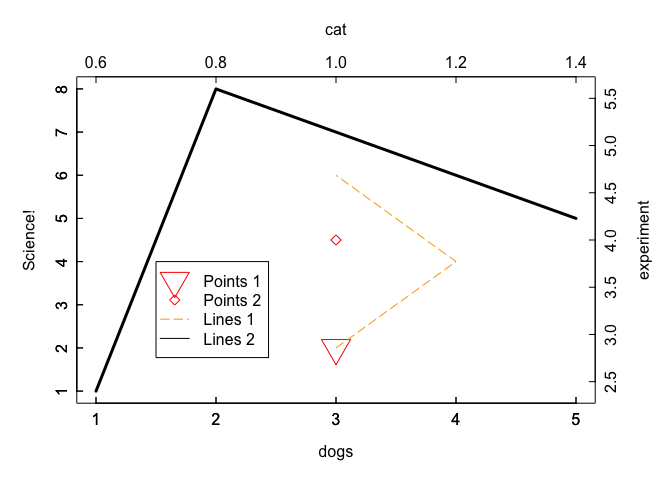 cat
0.6 0.8 1.0 1.2 1.4
8
7
6
5
4
3
2
1
Science!
5.5
5.0
4.5
4.0
3.5
3.0
2.5
experiment
Points 1
Points 2
Lines 1
Lines 2
1 2 3 4 5
dogs